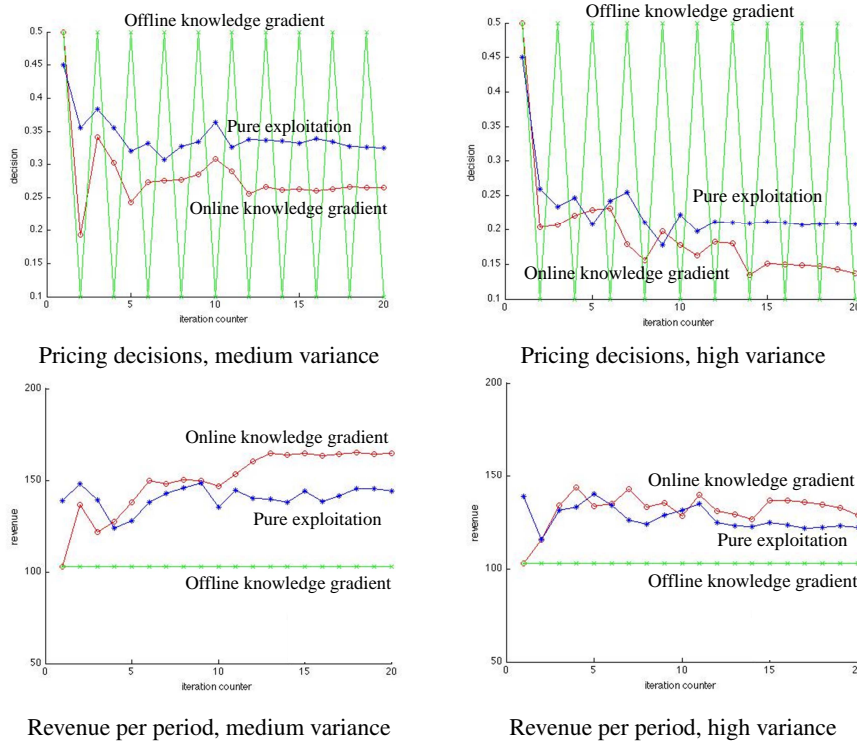 Offline knowledge gradient
0.5
0.45
0.4
0.35
0.3
0.25
0.2
0.15
0.1
decision
Pure exploitation
Online knowledge gradient
0
5
10
15
20
iteration counter
Pricing decisions, medium variance
Offline knowledge gradient
0.5
0.45
0.4
0.35
0.3
0.25
0.2
0.15
0.1
decision
Pure exploitation
Online knowledge gradient
0
5
10
15
20
iteration counter
Pricing decisions, high variance
200
150
100
50
revenue
Online knowledge gradient
Pure exploitation
Offline knowledge gradient
0
5
10
15
20
iteration counter
Revenue per period, medium variance
200
150
100
50
revenue
Online knowledge gradient
Pure exploitation
Offline knowledge gradient
0
5
10
15
20
iteration counter
Revenue per period, high variance